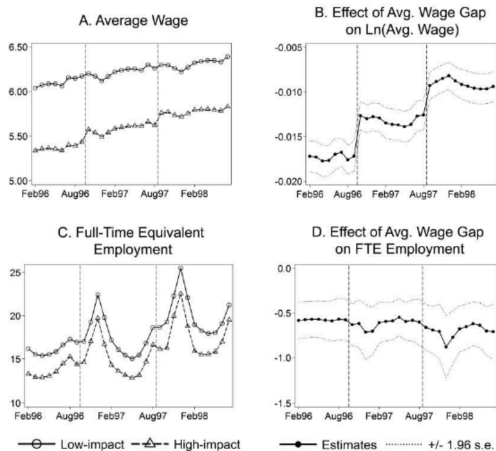 A. Average Wage
6.50
6.00
5.50
5.00
Feb96 Aug96 Feb97 Aug97 Feb98
B. Effect of Avg. Wage Gap
on Ln(Avg. Wage)
-0.005
-0.010
-0.015
-0.020
Feb96 Aug96 Feb97 Aug97 Feb98
C. Full-Time Equivalent
Employment
25
20
15
10
Feb96 Aug96 Feb97 Aug97 Feb98
D. Effect of Avg. Wage Gap
on FTE Employment
0.0
-0.5
-1.0
-1.5
Feb96 Aug96 Feb97 Aug97 Feb98
Low-impact High-impact
Estimates +/- 1.96 s.e.